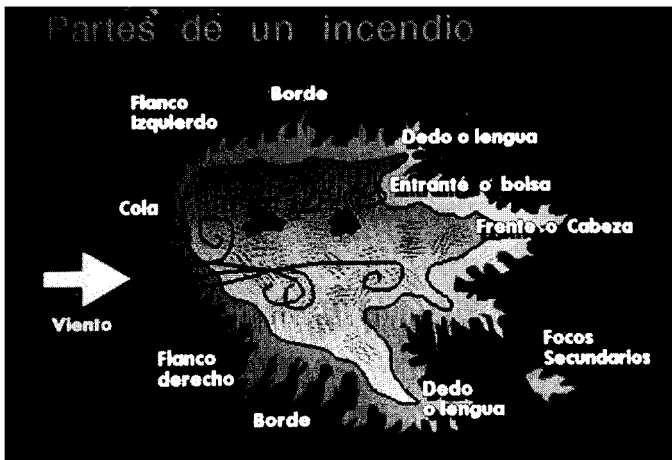 Partes de un incendio
Borde
Flanco
Izquierdo
Dedo o lengua
Entrante o bolsa
Cola
Frente o Cabeza
Viento
Flanco
derecho
Focos
Secundarios
Dedo
o lengua
Borde